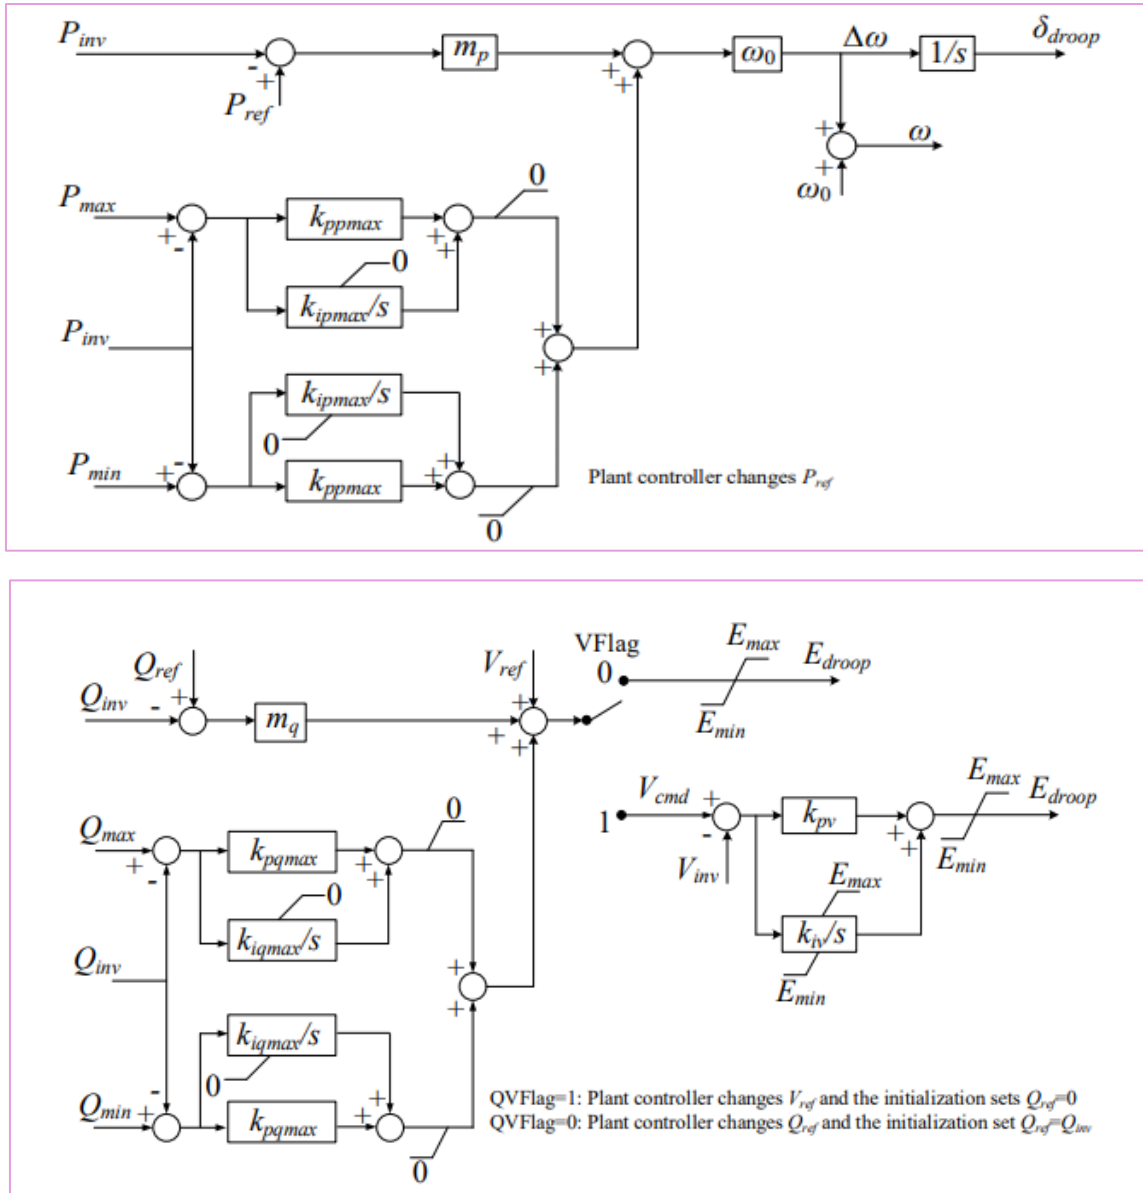 P_inv
m_p
ω_0
Δω
1/s
δ_droop
-
+
P_ref
+
+
+
ω
+
ω_0
P_max
+
-
k_ppmax
+
+
0
0
k_ipmax/s
P_inv
+
+
k_ipmax/s
0
P_min
-
+
k_ppmax
+
+
0
Plant controller changes P_ref
Q_ref
V_ref
VFlag
0
E_max
E_droop
E_min
Q_inv
+
-
m_q
+
+
+
V_cmd
1
+
-
V_inv
k_pv
+
+
E_max
E_droop
E_min
E_max
k_iv/s
E_min
Q_max
+
-
k_pqmax
+
+
0
0
k_iqmax/s
Q_inv
+
+
k_iqmax/s
0
Q_min
-
+
k_pqmax
+
+
0
QVFlag=1: Plant controller changes V_ref and the initialization sets Q_ref=0
QVFlag=0: Plant controller changes Q_ref and the initialization set Q_ref=Q_inv